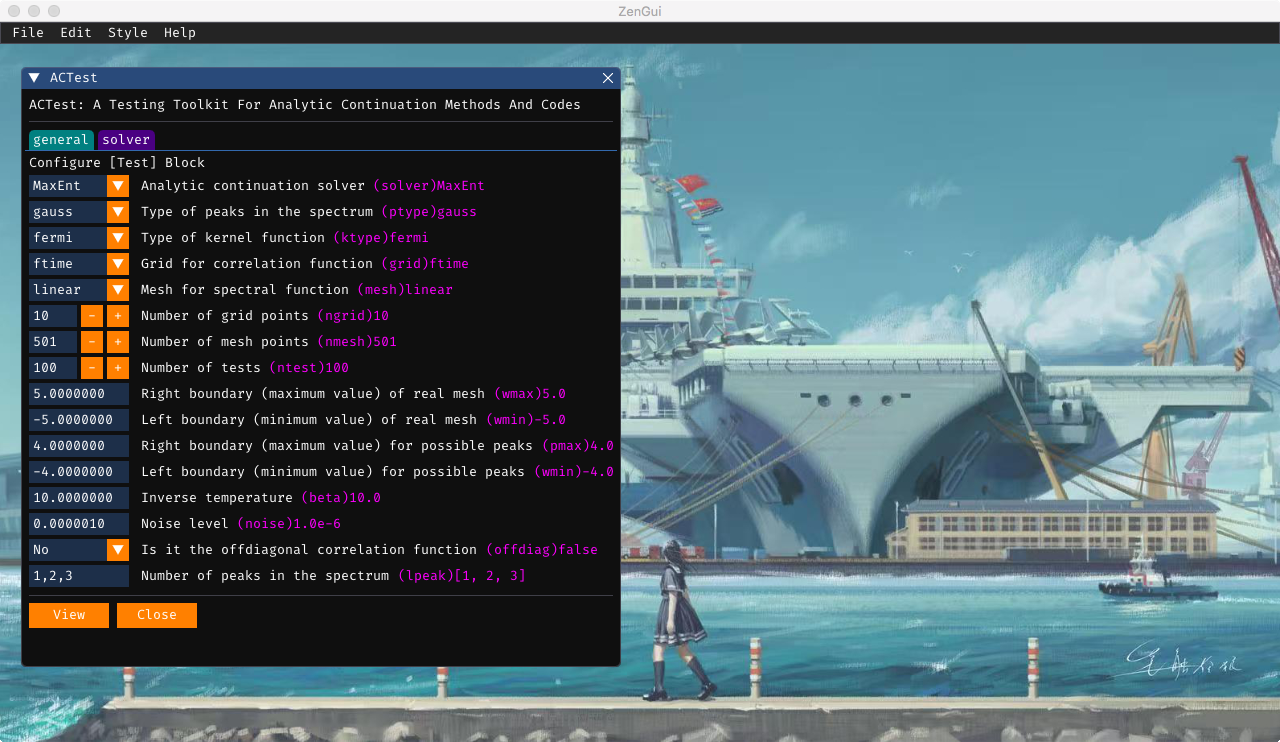 ZenGui
File Edit Style Help
ACTest
ACTest: A Testing Toolkit For Analytic Continuation Methods And Codes
general solver
Configure [Test] Block
MaxEnt Analytic continuation solver (solver)MaxEnt
gauss Type of peaks in the spectrum (ptype)gauss
fermi Type of kernel function (ktype)fermi
ftime Grid for correlation function (grid)ftime
linear Mesh for spectral function (mesh)linear
10 - + Number of grid points (ngrid)10
501 - + Number of mesh points (nmesh)501
100 - + Number of tests (ntest)100
5.0000000 Right boundary (maximum value) of real mesh (wmax)5.0
-5.0000000 Left boundary (minimum value) of real mesh (wmin)-5.0
4.0000000 Right boundary (maximum value) for possible peaks (pmax)4.0
-4.0000000 Left boundary (minimum value) for possible peaks (wmin)-4.0
10.0000000 Inverse temperature (beta)10.0
0.0000010 Noise level (noise)1.0e-6
No Is it the offdiagonal correlation function (offdiag)false
1,2,3 Number of peaks in the spectrum (lpeak)[1, 2, 3]
View Close